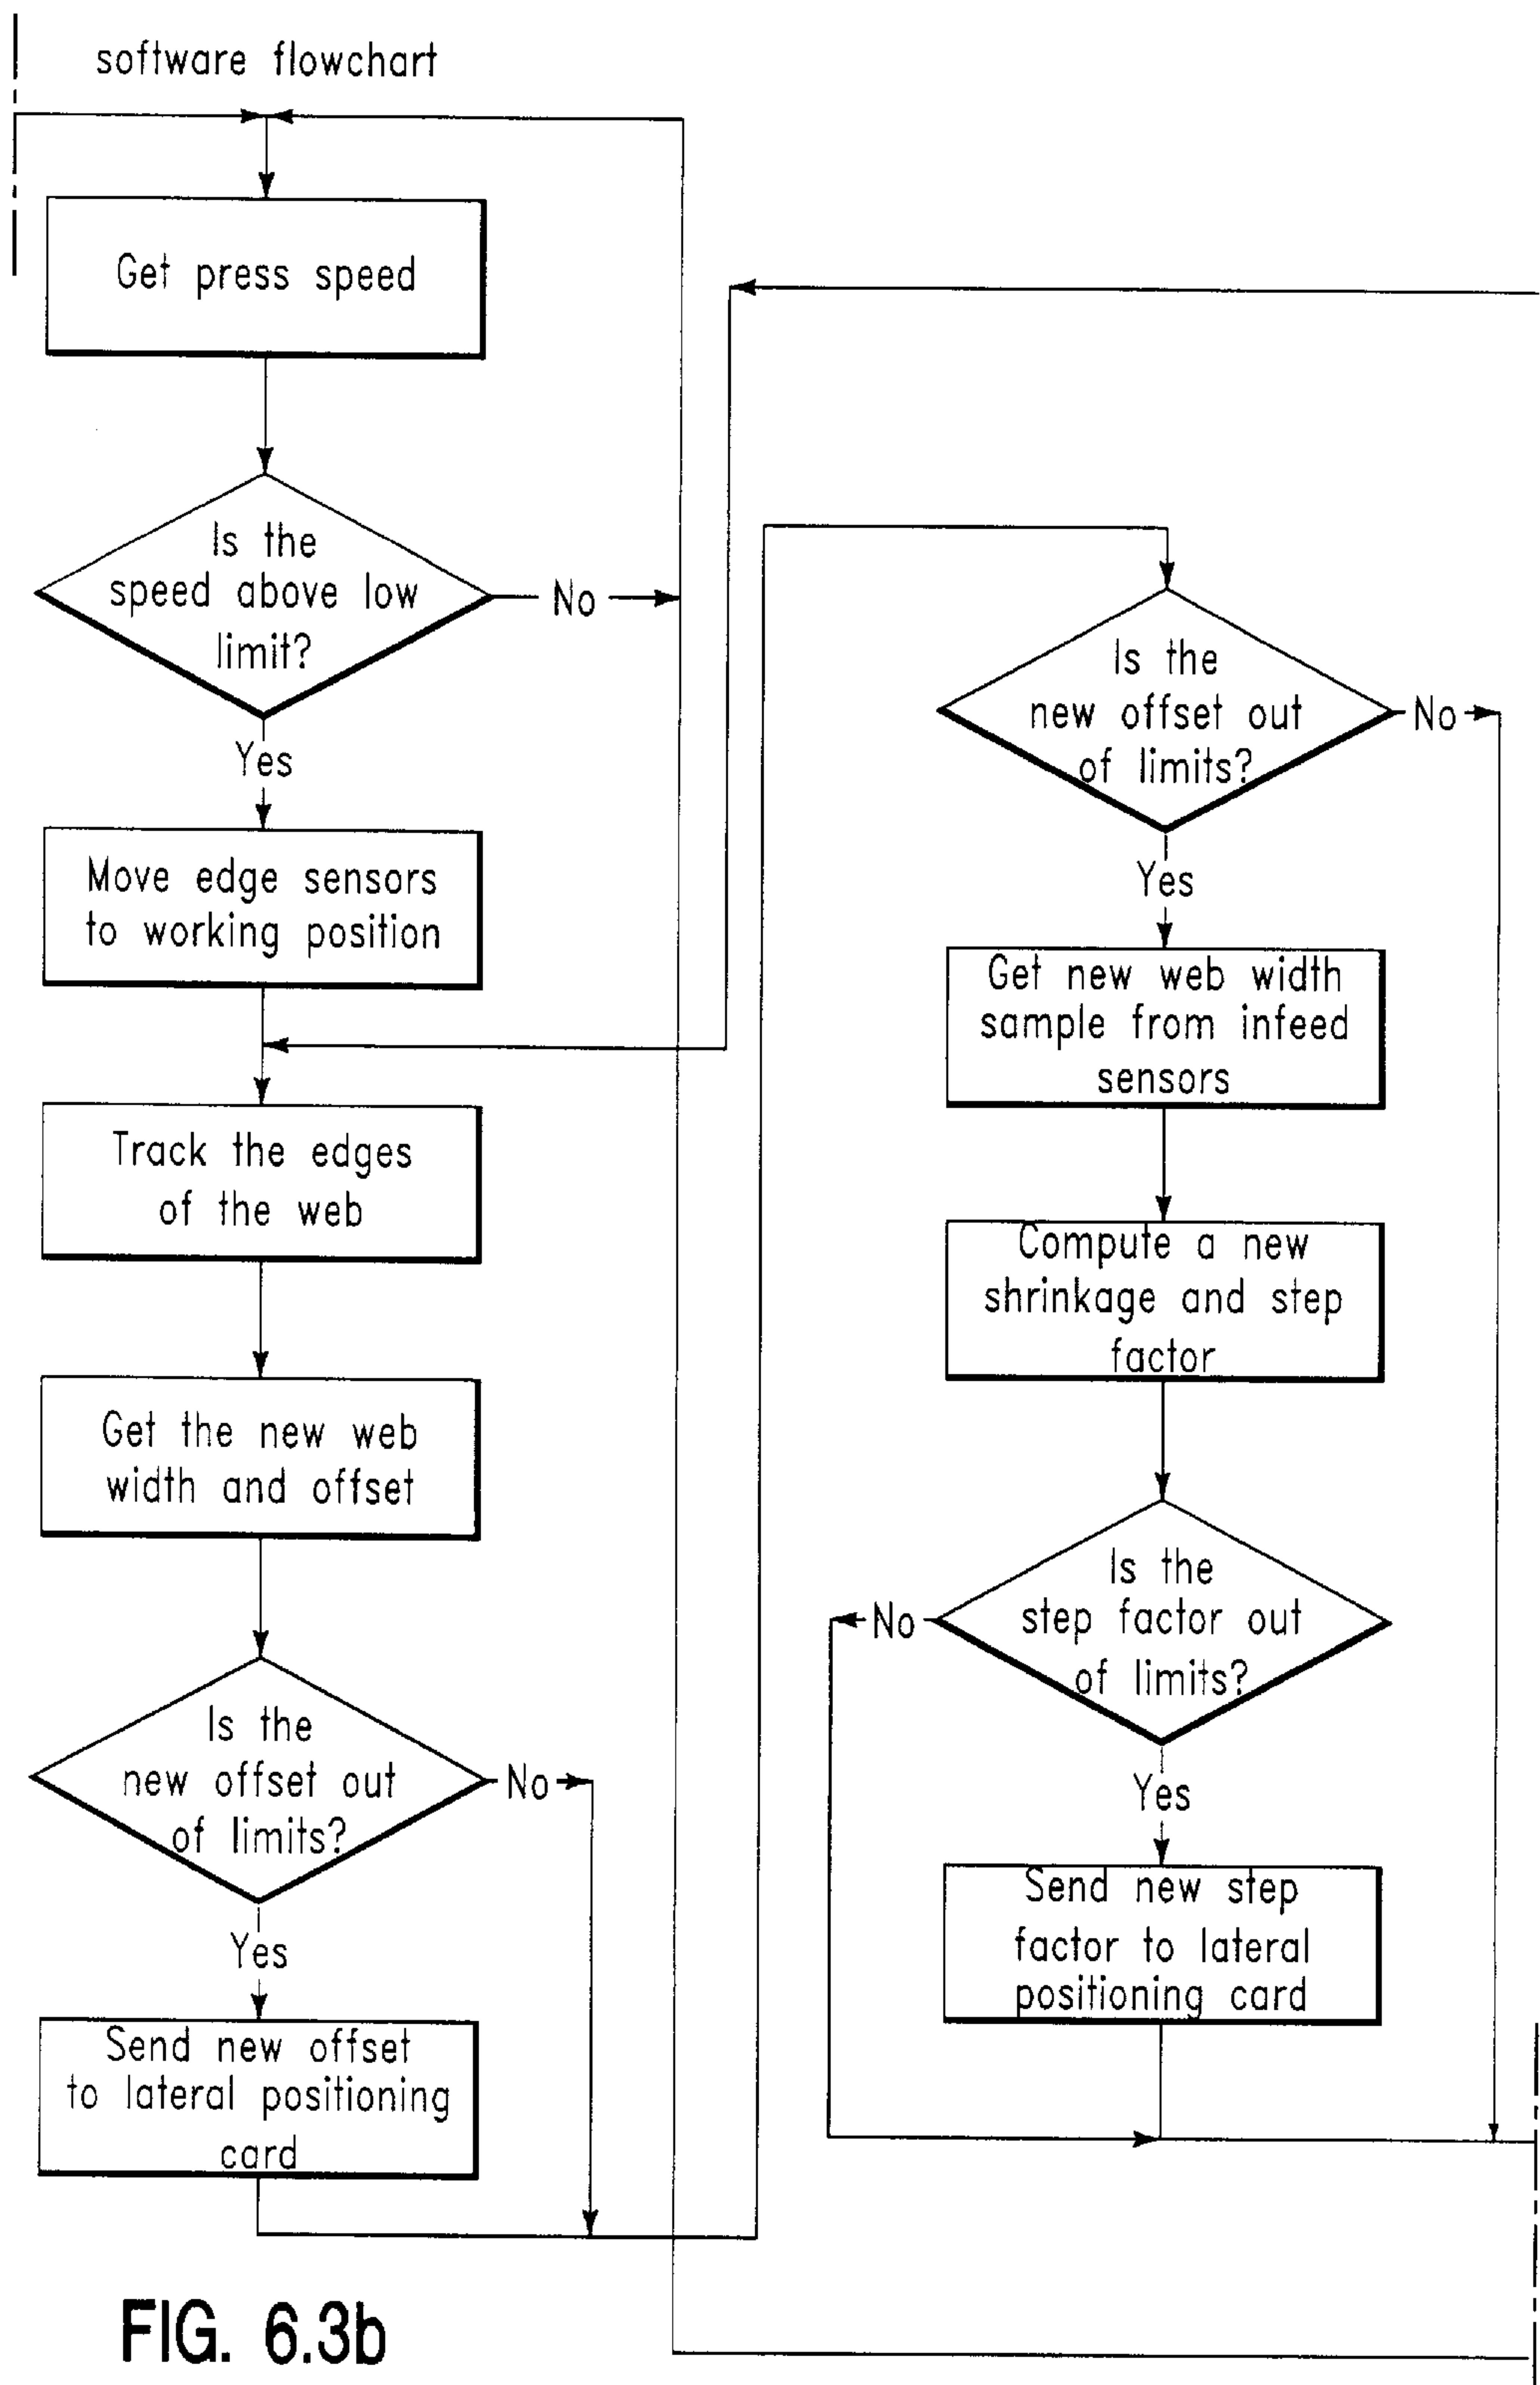 software flowchart
Get press speed
Is the
speed above low
limit?
No
Yes
Move edge sensors
to working position
Track the edges
of the web
Get the new web
width and offset
Is the
new offset out
of limits?
No
Yes
Send new offset
to lateral positioning
card
Is the
new offset out
of limits?
No
Yes
Get new web width
sample from infeed
sensors
Compute a new
shrinkage and step
factor
Is the
step factor out
of limits?
No
Yes
Send new step
factor to lateral
positioning card
FIG. 6.3b